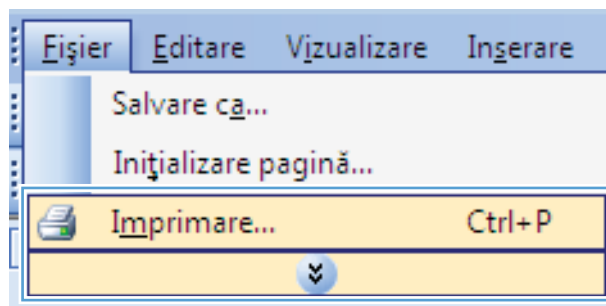 Fişier Editare Vizualizare Inserare
Salvare ca...
Iniţializare pagină...
Imprimare... Ctrl+P